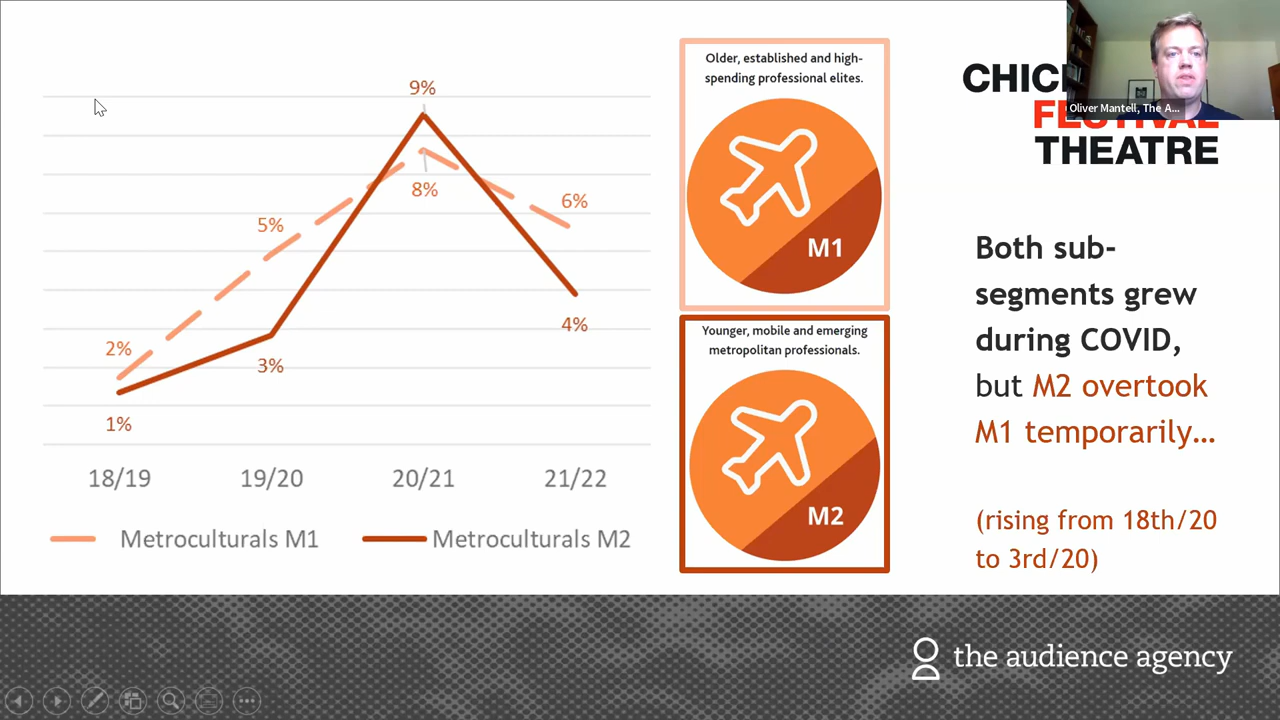 9%
8%
6%
5%
4%
2%
3%
1%
18/19 19/20 20/21 21/22
Metroculturals M1 Metroculturals M2
Older, established and high-
spending professional elites.
M1
Younger, mobile and emerging
metropolitan professionals.
M2
Oliver Mantell, The A...
THEATRE
Both sub-
segments grew
during COVID,
but M2 overtook
M1 temporarily...
(rising from 18th/20
to 3rd/20)
the audience agency